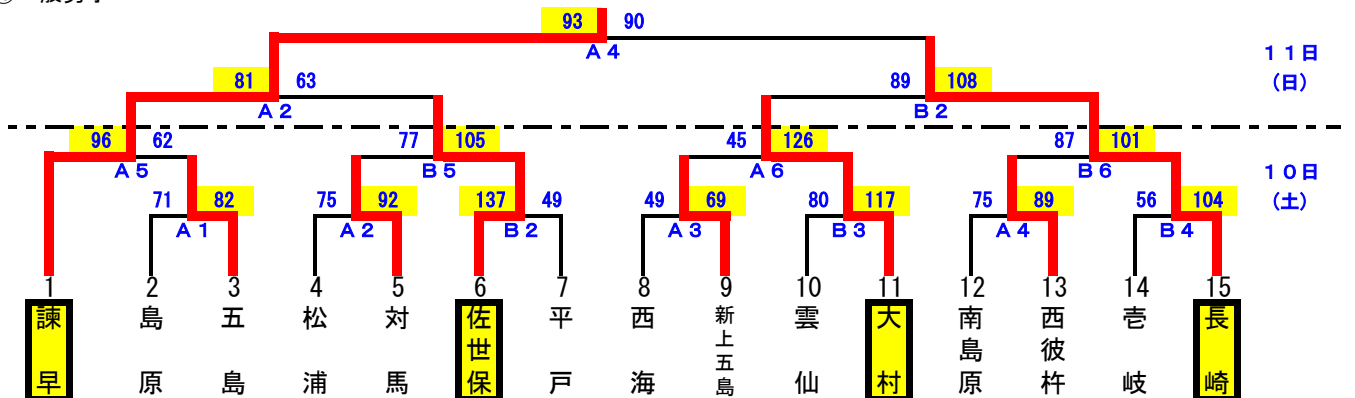 93 90
A4
11日
(日)
81 63
A2
89 108
B2
96 62
A5
77 105
B5
45 126
A6
87 101
B6
10日
(土)
71 82
A1
75 92
A2
137 49
B2
49 69
A3
80 117
B3
75 89
A4
56 104
B4
1 2 3 4 5 6 7 8 9 10 11 12 13 14 15
諫早
島原
五島
松浦
対馬
佐世保
平戸
西海
新上五島
雲仙
大村
南島原
西彼杵
壱岐
長崎